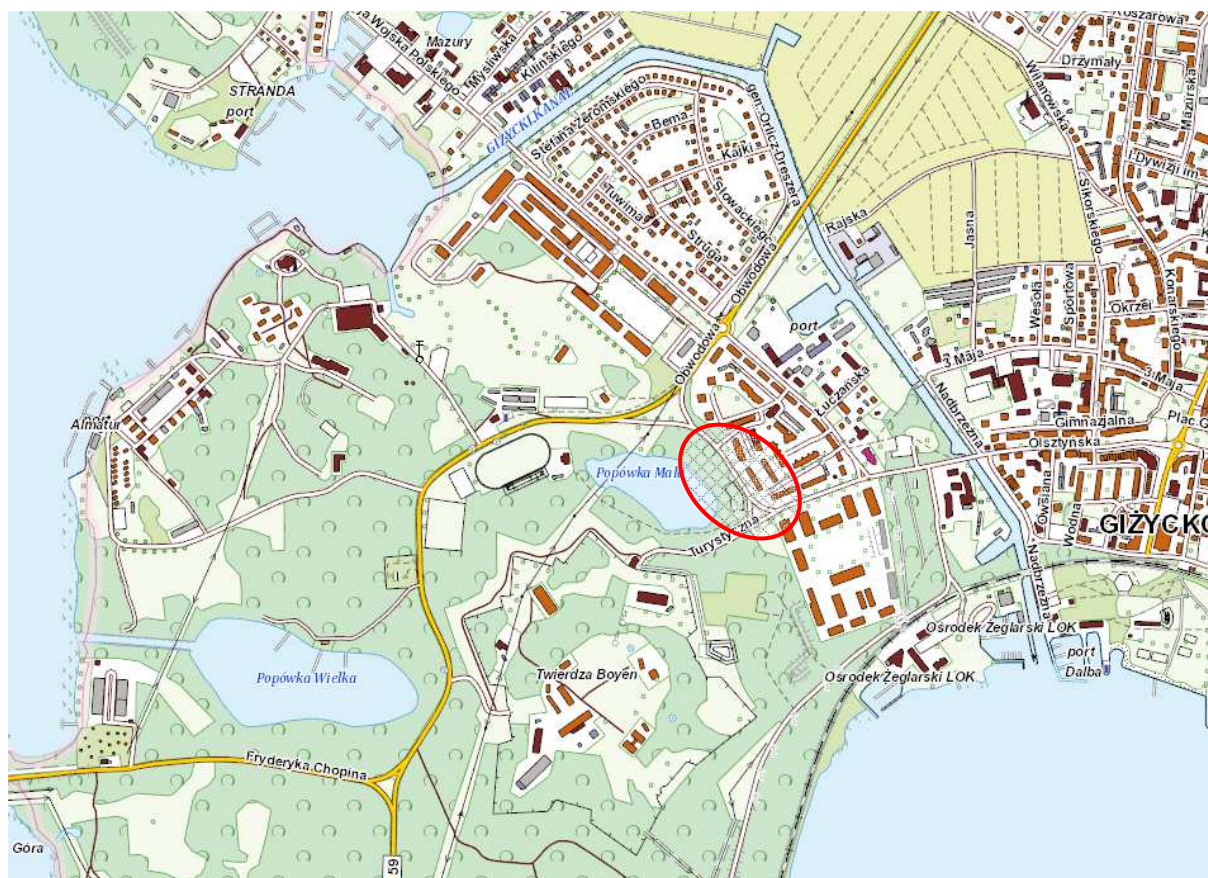 Koszarowa
Mazury
Drzymały
aja Wojska Polskiego
Myśliwska
Kilińskiego
STRANDA
port
GIŻYCKI KANAŁ
Stefana Żeromskiego
Bema
Kajki
gen. Orlicz-Dreszera
Wilanowska
Mazurska
I Dywizji im.
Tuwima
Słowackiego
Struga
Rajska
Jasna
Sikorskiego
Obwodowa
Obwodowa
port
Wesoła
Sportowa
Okrzei
Konarskiego
3 Maja
3 Maja
Łuczańska
Nadbrzeżna
Gimnazjalna
Plac.G
Olsztyńska
port
Almatur
Popówka Mała
Owsiana
Wodna
GIŻYCKO
Turystyczna
Nadbrzeżna
Ośrodek Żeglarski LOK
port
Dalba
Ośrodek Żeglarski LOK
Popówka Wielka
Twierdza Boyen
Fryderyka Chopina
Góra
59